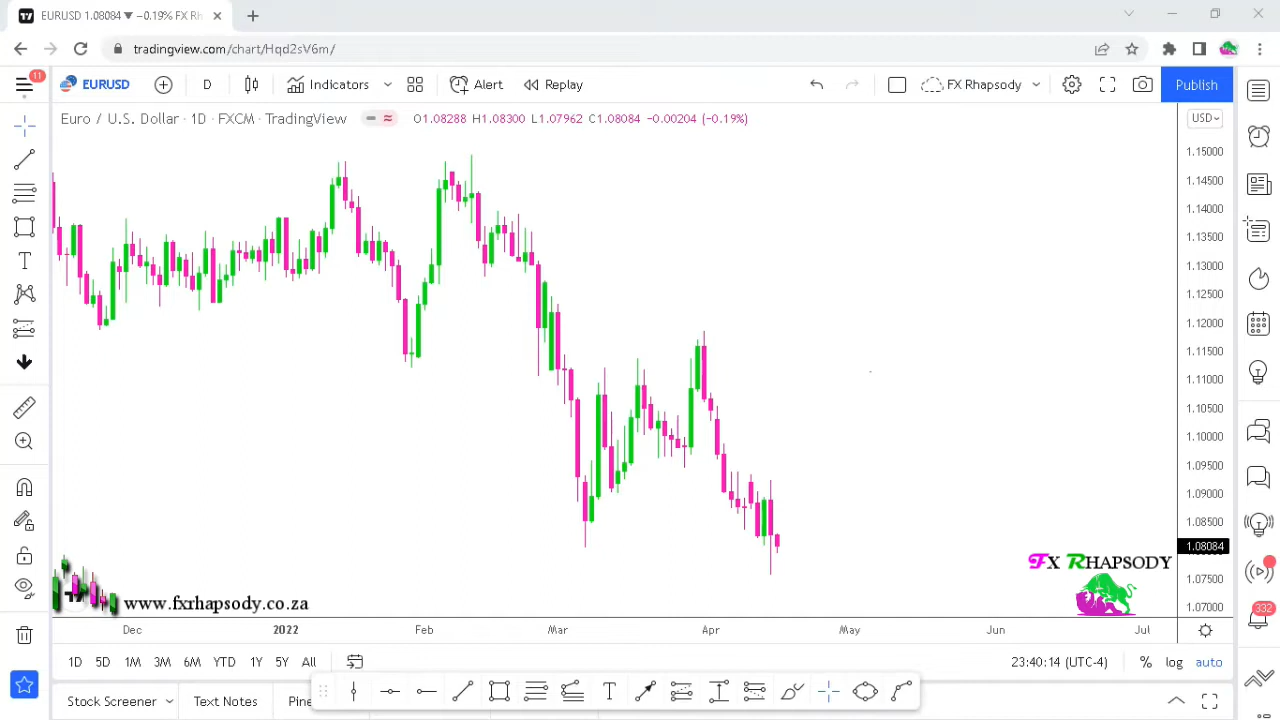 EURUSD 1.08084 ▼ −0.19% FX Rh
tradingview.com/chart/Hqd2sV6m/
11
EURUSD
D
Indicators
Alert
Replay
FX Rhapsody
Publish
Euro / U.S. Dollar · 1D · FXCM · TradingView
O1.08288 H1.08300 L1.07962 C1.08084 −0.00204 (−0.19%)
USD
1.15000
1.14500
1.14000
1.13500
1.13000
1.12500
1.12000
1.11500
1.11000
1.10500
1.10000
1.09500
1.09000
1.08500
1.08084
1.07500
1.07000
FX RHAPSODY
www.fxrhapsody.co.za
Dec 2022 Feb Mar Apr May Jun Jul
1D 5D 1M 3M 6M YTD 1Y 5Y All
23:40:14 (UTC-4)
% log auto
332
T
Stock Screener
Text Notes
Pine